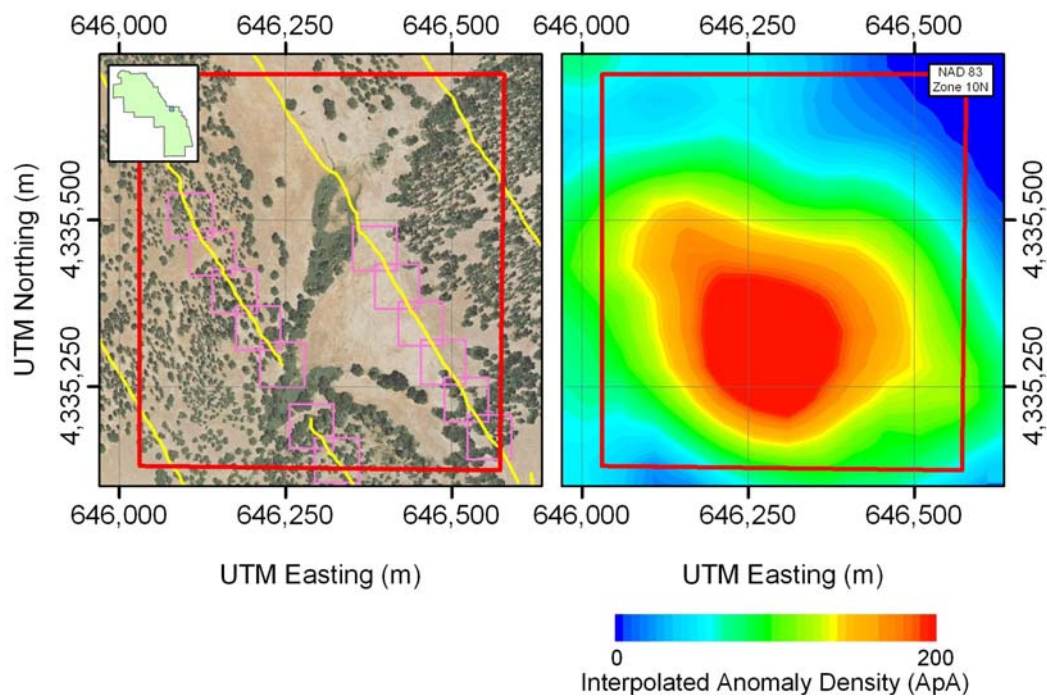 646,000 646,250 646,500 646,000 646,250 646,500
NAD 83
Zone 10N
UTM Northing (m)
4,335,500
4,335,250
4,335,500
4,335,250
646,000 646,250 646,500 646,000 646,250 646,500
UTM Easting (m) UTM Easting (m)
0 200
Interpolated Anomaly Density (ApA)